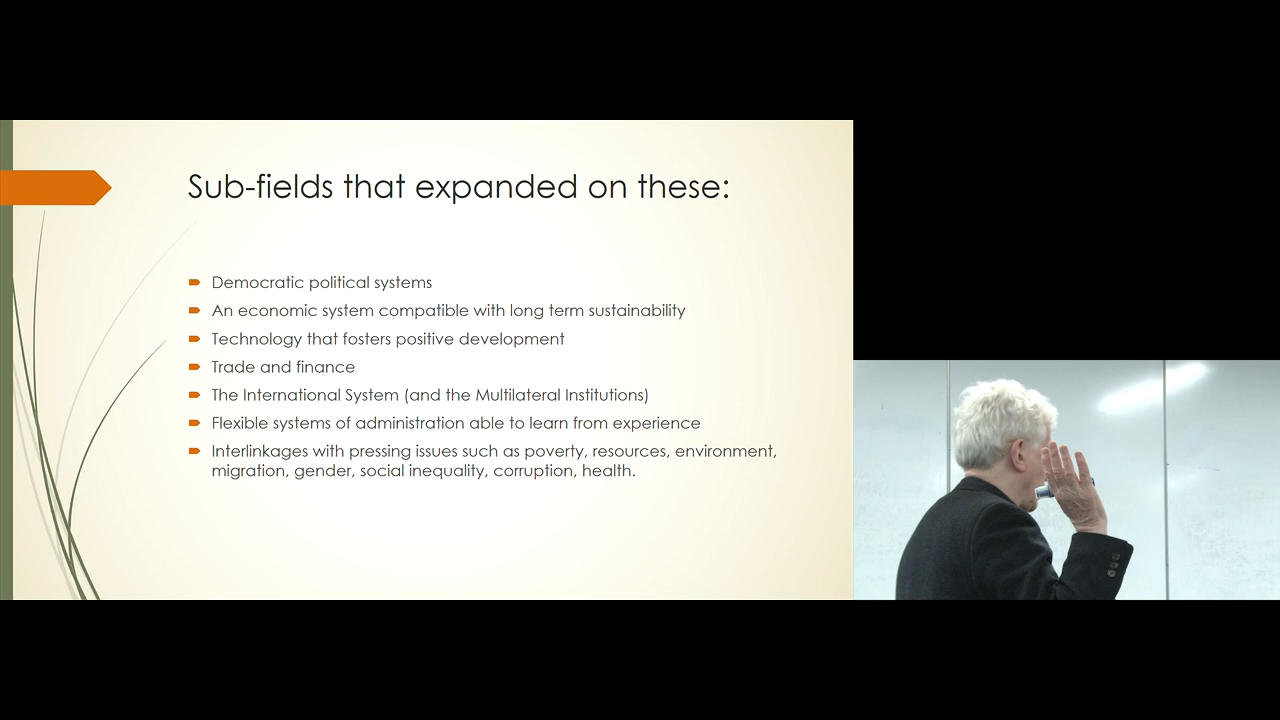 Sub-fields that expanded on these:
Democratic political systems
An economic system compatible with long term sustainability
Technology that fosters positive development
Trade and finance
The International System (and the Multilateral Institutions)
Flexible systems of administration able to learn from experience
Interlinkages with pressing issues such as poverty, resources, environment,
migration, gender, social inequality, corruption, health.